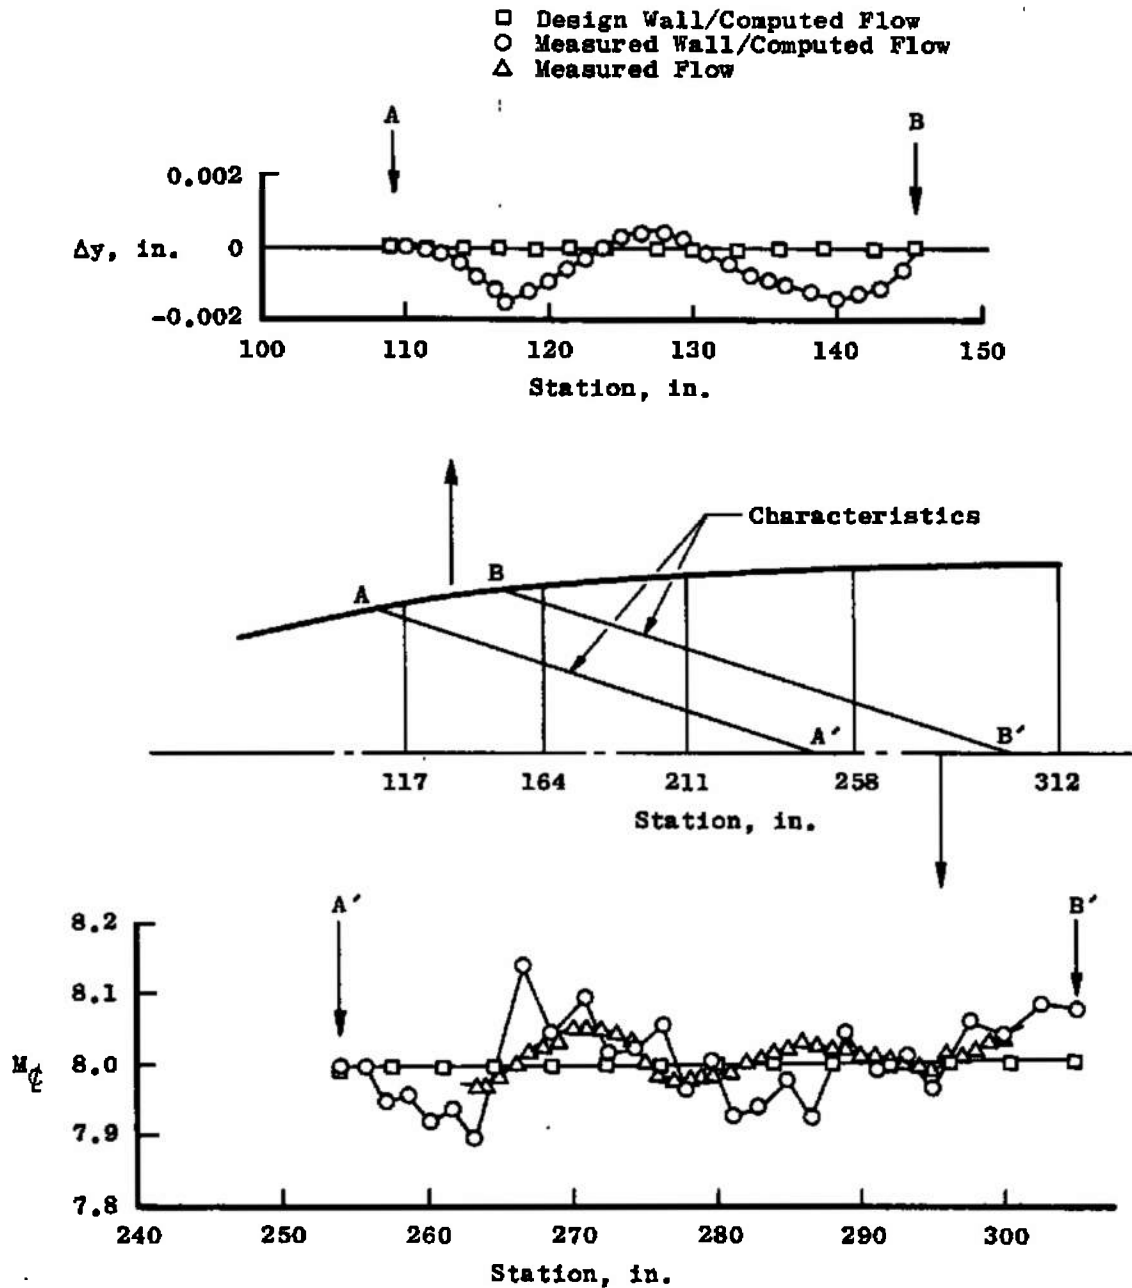 □ Design Wall/Computed Flow
○ Measured Wall/Computed Flow
△ Measured Flow
A
B
0.002
Δy, in. 0
-0.002
100 110 120 130 140 150
Station, in.
Characteristics
A B
A′ B′
117 164 211 258 312
Station, in.
A′ B′
8.2
8.1
M℄ 8.0
7.9
7.8
240 250 260 270 280 290 300
Station, in.